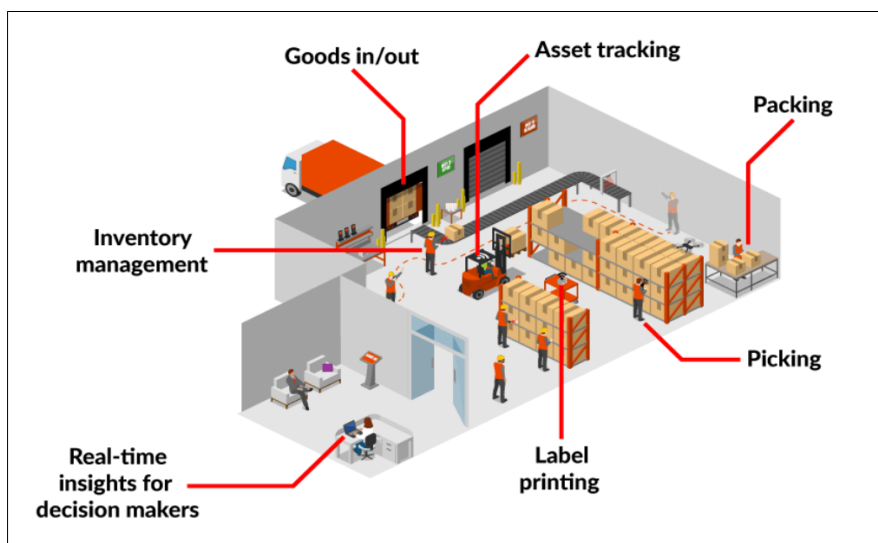 Goods in/out
Asset tracking
Packing
Inventory
management
Picking
Label
printing
Real-time
insights for
decision makers